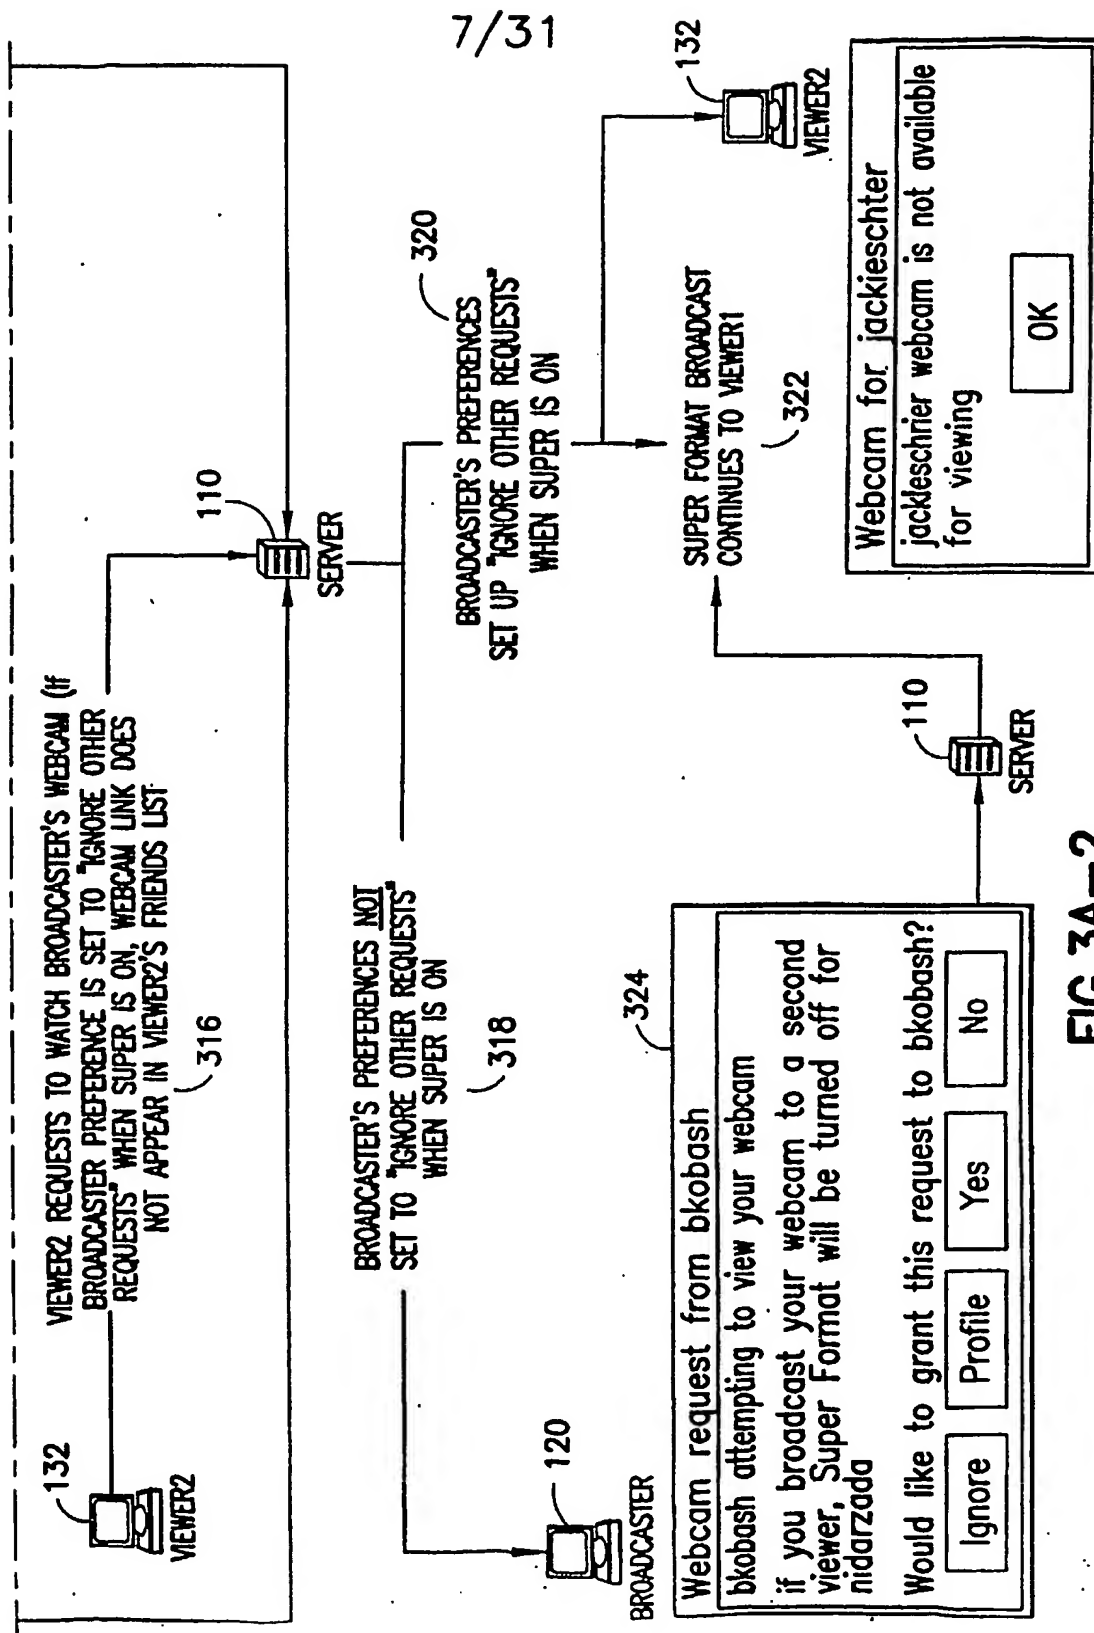 7/31
VIEWER2 REQUESTS TO WATCH BROADCASTER'S WEBCAM (if
BROADCASTER PREFERENCE IS SET TO "IGNORE OTHER
REQUESTS" WHEN SUPER IS ON, WEBCAM LINK DOES
NOT APPEAR IN VIEWER2'S FRIENDS LIST
316
132
VIEWER2
110
SERVER
BROADCASTER'S PREFERENCES NOT
SET TO "IGNORE OTHER REQUESTS"
WHEN SUPER IS ON
318
320
BROADCASTER'S PREFERENCES
SET UP "IGNORE OTHER REQUESTS"
WHEN SUPER IS ON
120
BROADCASTER
SUPER FORMAT BROADCAST
CONTINUES TO VIEWER1
322
132
VIEWER2
324
Webcam request from bkobash
bkobash attempting to view your webcam
if you broadcast your webcam to a second
viewer, Super Format will be turned off for
nidarzada
Would like to grant this request to bkobash?
Ignore
Profile
Yes
No
110
SERVER
Webcam for jackieschter
jackleschrier webcam is not available
for viewing
OK
FIG.3A-2